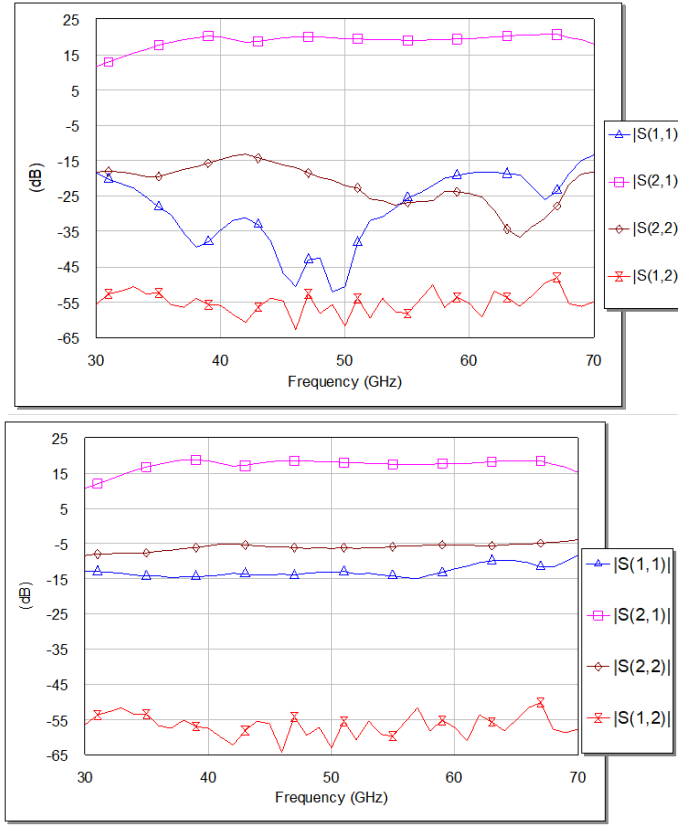 25
15
5
-5
-15
-25
-35
-45
-55
-65
(dB)
30 40 50 60 70
Frequency (GHz)
|S(1,1)
|S(2,1)
|S(2,2)
|S(1,2)
25
15
5
-5
-15
-25
-35
-45
-55
-65
(dB)
30 40 50 60 70
Frequency (GHz)
|S(1,1)|
|S(2,1)|
|S(2,2)|
|S(1,2)|